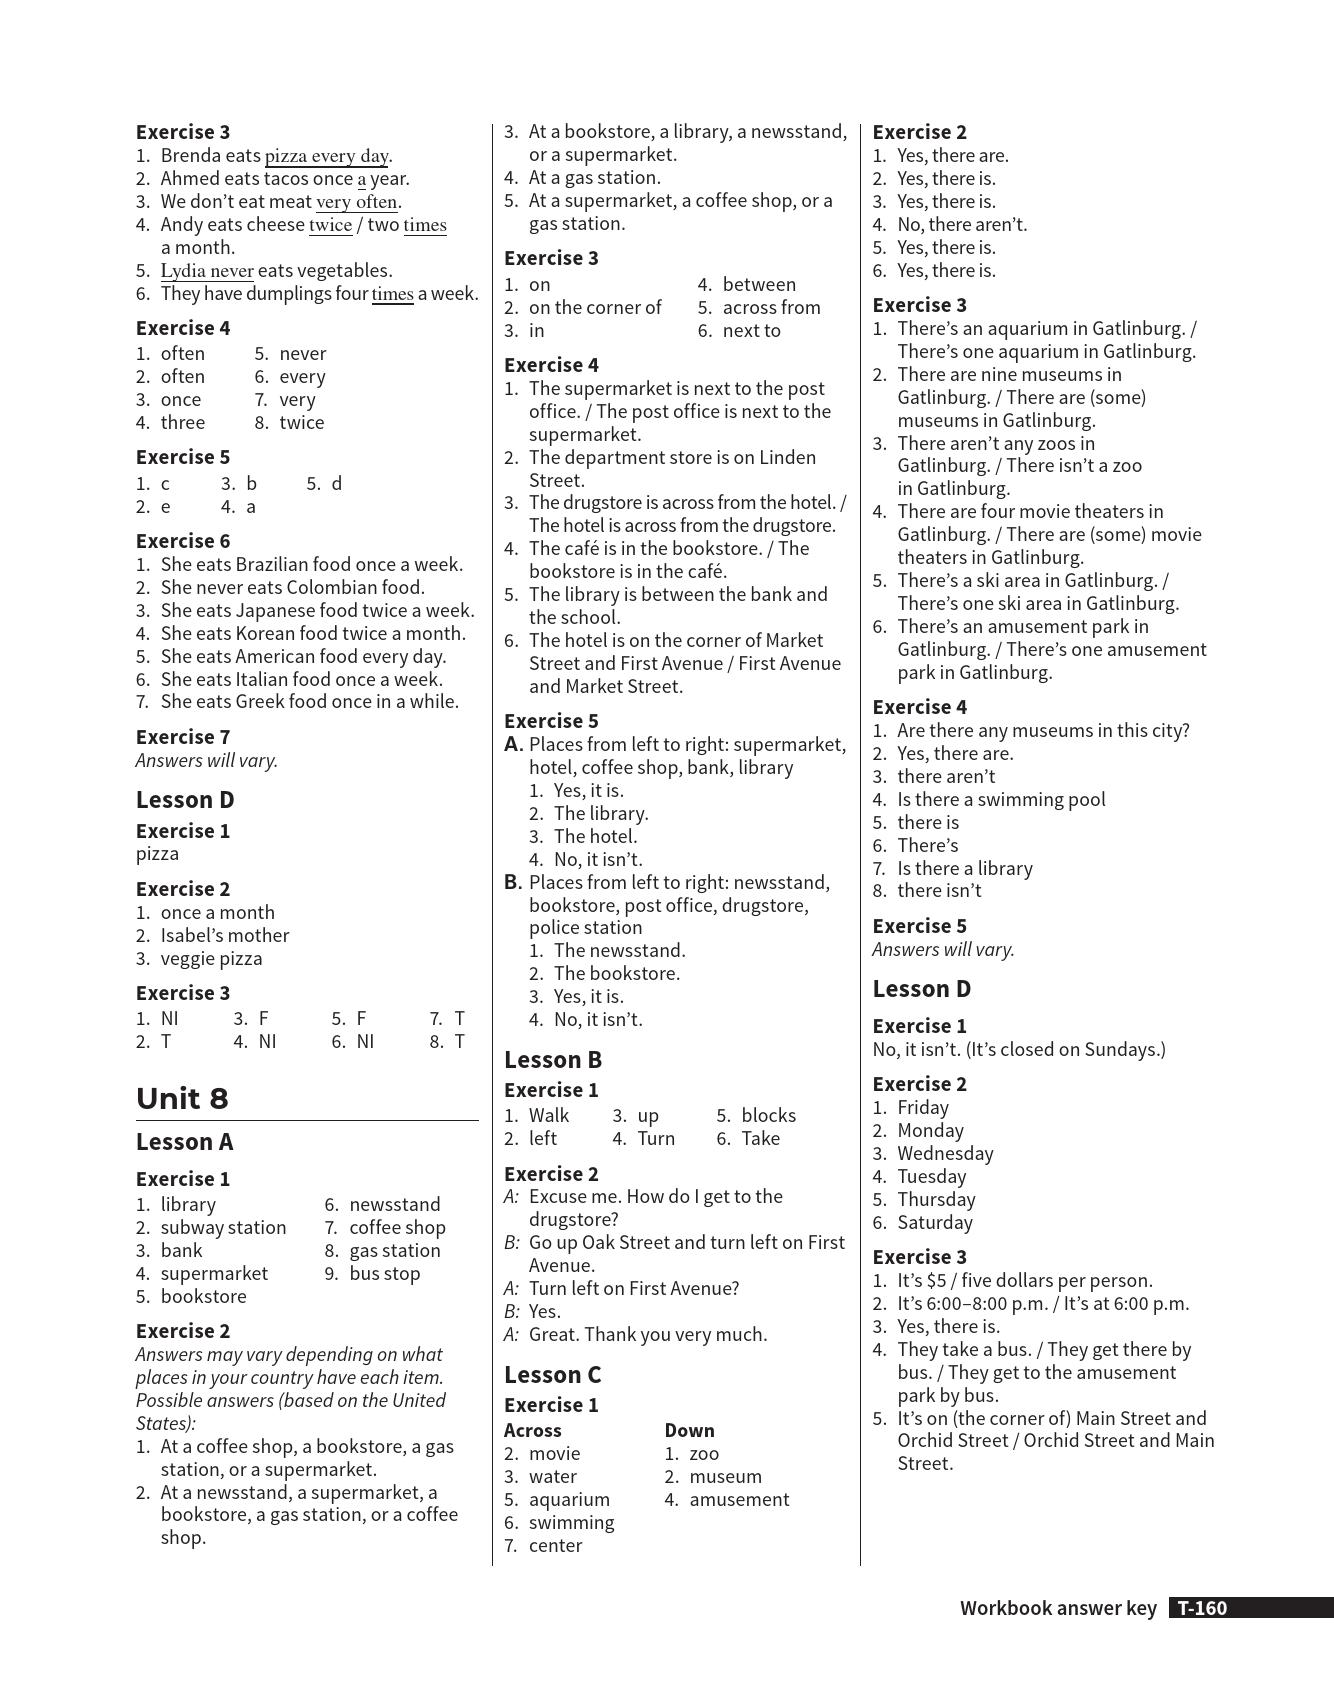 Exercise 3
1. Brenda eats pizza every day.
2. Ahmed eats tacos once a year.
3. We don't eat meat very often.
4. Andy eats cheese twice / two times
a month.
5. Lydia never eats vegetables.
6. They have dumplings four times a week.
Exercise 4
1. often 5. never
2. often 6. every
3. once 7. very
4. three 8. twice
Exercise 5
1. c 3. b 5. d
2. e 4. a
Exercise 6
1. She eats Brazilian food once a week.
2. She never eats Colombian food.
3. She eats Japanese food twice a week.
4. She eats Korean food twice a month.
5. She eats American food every day.
6. She eats Italian food once a week.
7. She eats Greek food once in a while.
Exercise 7
Answers will vary.
Lesson D
Exercise 1
pizza
Exercise 2
1. once a month
2. Isabel's mother
3. veggie pizza
Exercise 3
1. NI 3. F 5. F 7. T
2. T 4. NI 6. NI 8. T
Unit 8
Lesson A
Exercise 1
1. library 6. newsstand
2. subway station 7. coffee shop
3. bank 8. gas station
4. supermarket 9. bus stop
5. bookstore
Exercise 2
Answers may vary depending on what
places in your country have each item.
Possible answers (based on the United
States):
1. At a coffee shop, a bookstore, a gas
station, or a supermarket.
2. At a newsstand, a supermarket, a
bookstore, a gas station, or a coffee
shop.
3. At a bookstore, a library, a newsstand,
or a supermarket.
4. At a gas station.
5. At a supermarket, a coffee shop, or a
gas station.
Exercise 3
1. on 4. between
2. on the corner of 5. across from
3. in 6. next to
Exercise 4
1. The supermarket is next to the post
office. / The post office is next to the
supermarket.
2. The department store is on Linden
Street.
3. The drugstore is across from the hotel. /
The hotel is across from the drugstore.
4. The café is in the bookstore. / The
bookstore is in the café.
5. The library is between the bank and
the school.
6. The hotel is on the corner of Market
Street and First Avenue / First Avenue
and Market Street.
Exercise 5
A. Places from left to right: supermarket,
hotel, coffee shop, bank, library
1. Yes, it is.
2. The library.
3. The hotel.
4. No, it isn't.
B. Places from left to right: newsstand,
bookstore, post office, drugstore,
police station
1. The newsstand.
2. The bookstore.
3. Yes, it is.
4. No, it isn't.
Lesson B
Exercise 1
1. Walk 3. up 5. blocks
2. left 4. Turn 6. Take
Exercise 2
A: Excuse me. How do I get to the
drugstore?
B: Go up Oak Street and turn left on First
Avenue.
A: Turn left on First Avenue?
B: Yes.
A: Great. Thank you very much.
Lesson C
Exercise 1
Across Down
2. movie 1. zoo
3. water 2. museum
5. aquarium 4. amusement
6. swimming
7. center
Exercise 2
1. Yes, there are.
2. Yes, there is.
3. Yes, there is.
4. No, there aren't.
5. Yes, there is.
6. Yes, there is.
Exercise 3
1. There's an aquarium in Gatlinburg. /
There's one aquarium in Gatlinburg.
2. There are nine museums in
Gatlinburg. / There are (some)
museums in Gatlinburg.
3. There aren't any zoos in
Gatlinburg. / There isn't a zoo
in Gatlinburg.
4. There are four movie theaters in
Gatlinburg. / There are (some) movie
theaters in Gatlinburg.
5. There's a ski area in Gatlinburg. /
There's one ski area in Gatlinburg.
6. There's an amusement park in
Gatlinburg. / There's one amusement
park in Gatlinburg.
Exercise 4
1. Are there any museums in this city?
2. Yes, there are.
3. there aren't
4. Is there a swimming pool
5. there is
6. There's
7. Is there a library
8. there isn't
Exercise 5
Answers will vary.
Lesson D
Exercise 1
No, it isn't. (It's closed on Sundays.)
Exercise 2
1. Friday
2. Monday
3. Wednesday
4. Tuesday
5. Thursday
6. Saturday
Exercise 3
1. It's $5 / five dollars per person.
2. It's 6:00–8:00 p.m. / It's at 6:00 p.m.
3. Yes, there is.
4. They take a bus. / They get there by
bus. / They get to the amusement
park by bus.
5. It's on (the corner of) Main Street and
Orchid Street / Orchid Street and Main
Street.
Workbook answer key T-160